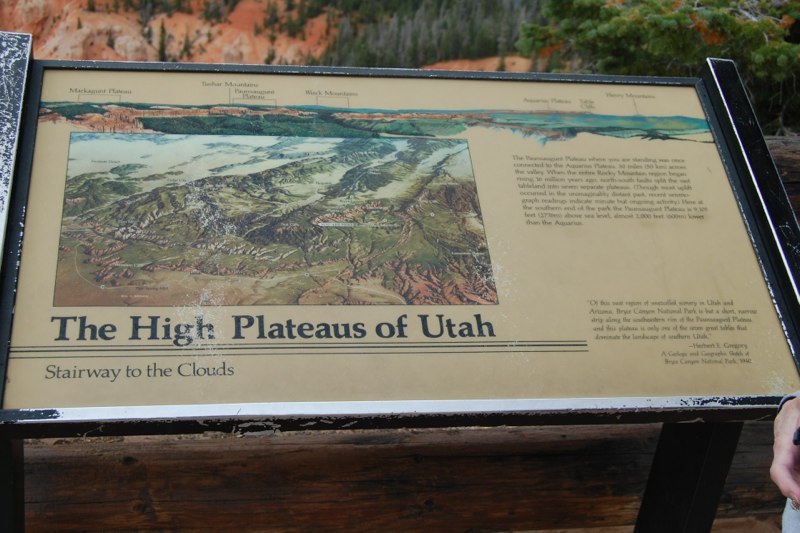 Markagunt Plateau
Tushar Mountains
Paunsaugunt
Plateau
Black Mountains
Aquarius Plateau
Henry Mountains
The Paunsaugunt Plateau where you are standing was once
connected to the Aquarius Plateau, 30 miles (50 km) across
the valley. When the entire Rocky Mountain region began
rising, 16 million years ago, north-south faults split the vast
tableland into seven separate plateaus. (Though most uplift
occurred in the unimaginably distant past, recent seismo-
graph readings indicate minute but ongoing activity.) Here at
the southern end of the park the Paunsaugunt Plateau is 9,105
feet (2775m) above sea level, almost 2,000 feet (600m) lower
than the Aquarius.
The High Plateaus of Utah
Stairway to the Clouds
"Of this vast region of unexcelled scenery in Utah and
Arizona, Bryce Canyon National Park is but a short, narrow
strip along the southeastern rim of the Paunsaugunt Plateau,
and this plateau is only one of the seven great tables that
dominate the landscape of southern Utah."
—Herbert E. Gregory,
A Geologic and Geographic Sketch of
Bryce Canyon National Park, 1940.